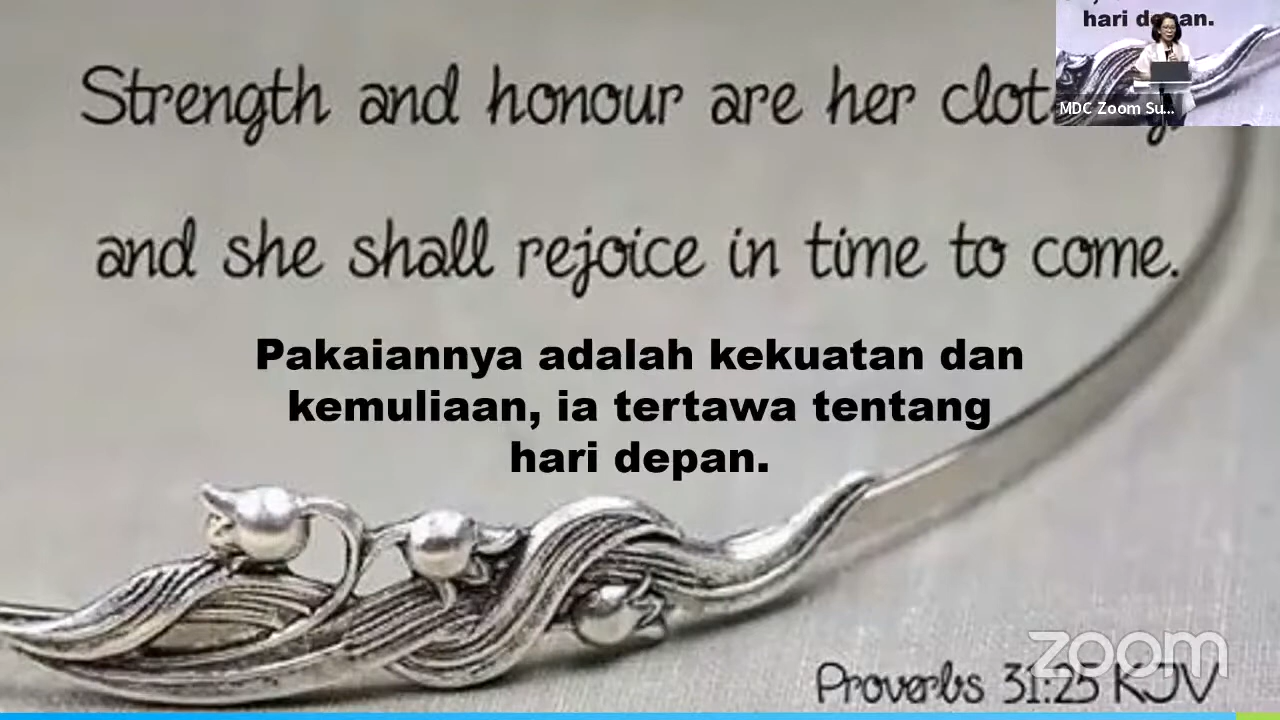 Strength and honour are her
and she shall rejoice in time to come.
Pakaiannya adalah kekuatan dan
kemuliaan, ia tertawa tentang
hari depan.
Proverbs 31:25 KJV
zoom
hari depan.
MDC Zoom Su...